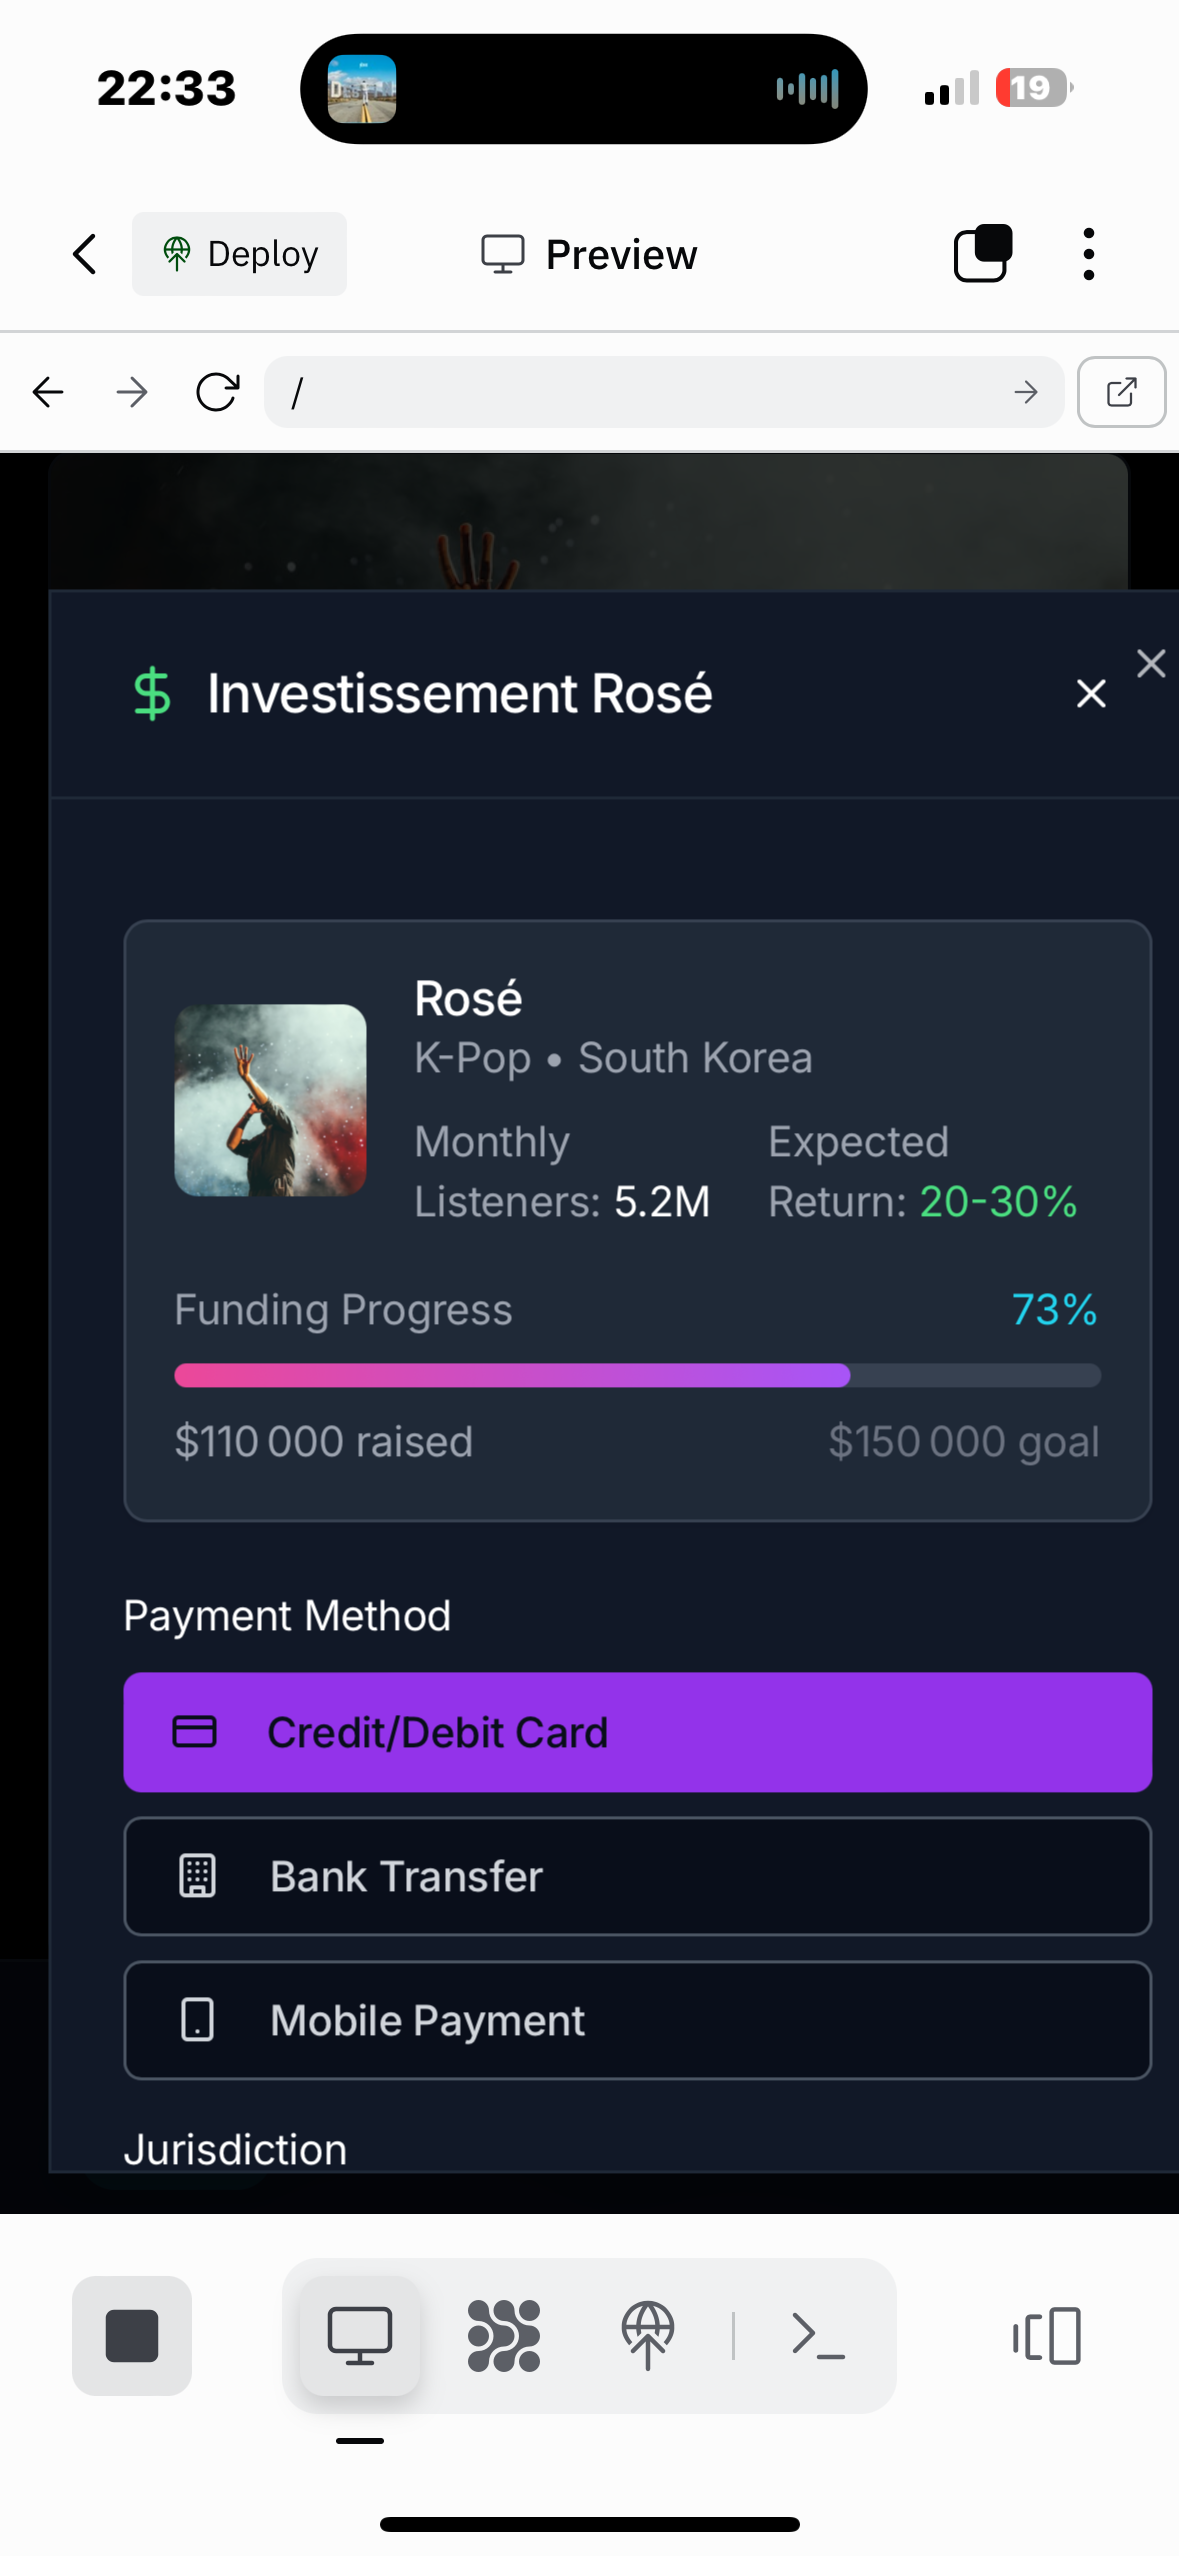 22:33
19
Deploy
Preview
/
Investissement Rosé
Rosé
K-Pop • South Korea
Monthly Listeners: 5.2M
Expected Return: 20-30%
Funding Progress
73%
$110 000 raised
$150 000 goal
Payment Method
Credit/Debit Card
Bank Transfer
Mobile Payment
Jurisdiction